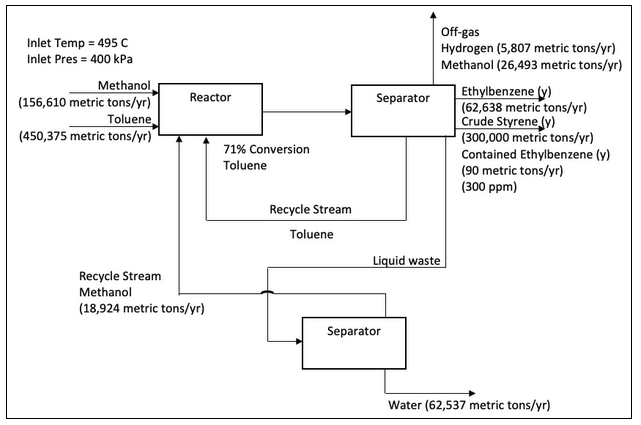 Inlet Temp = 495 C
Inlet Pres = 400 kPa
Off-gas
Hydrogen (5,807 metric tons/yr)
Methanol (26,493 metric tons/yr)
Methanol
(156,610 metric tons/yr)
Toluene
(450,375 metric tons/yr)
Reactor
Separator
Ethylbenzene (y)
(62,638 metric tons/yr)
Crude Styrene (y)
(300,000 metric tons/yr)
Contained Ethylbenzene (y)
(90 metric tons/yr)
(300 ppm)
71% Conversion
Toluene
Recycle Stream
Toluene
Liquid waste
Recycle Stream
Methanol
(18,924 metric tons/yr)
Separator
Water (62,537 metric tons/yr)